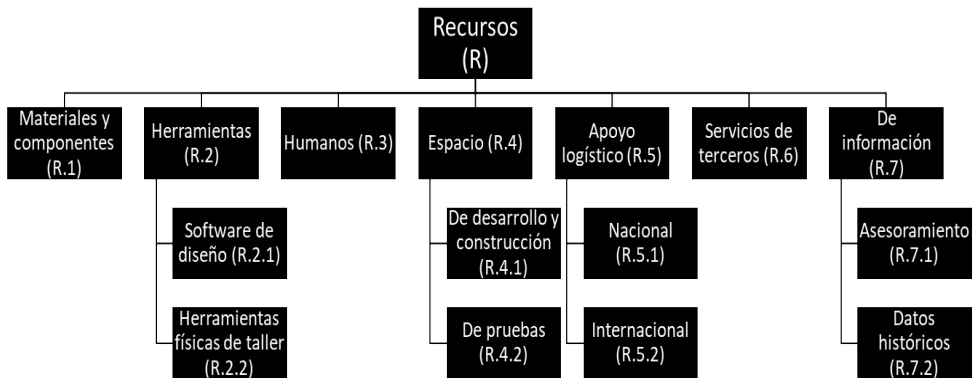 Recursos
(R)
Materiales y
componentes
(R.1)
Herramientas
(R.2)
Humanos (R.3)
Espacio (R.4)
Apoyo
logístico (R.5)
Servicios de
terceros (R.6)
De
información
(R.7)
Software de
diseño (R.2.1)
Herramientas
físicas de taller
(R.2.2)
De desarrollo y
construcción
(R.4.1)
De pruebas
(R.4.2)
Nacional
(R.5.1)
Internacional
(R.5.2)
Asesoramiento
(R.7.1)
Datos
históricos
(R.7.2)